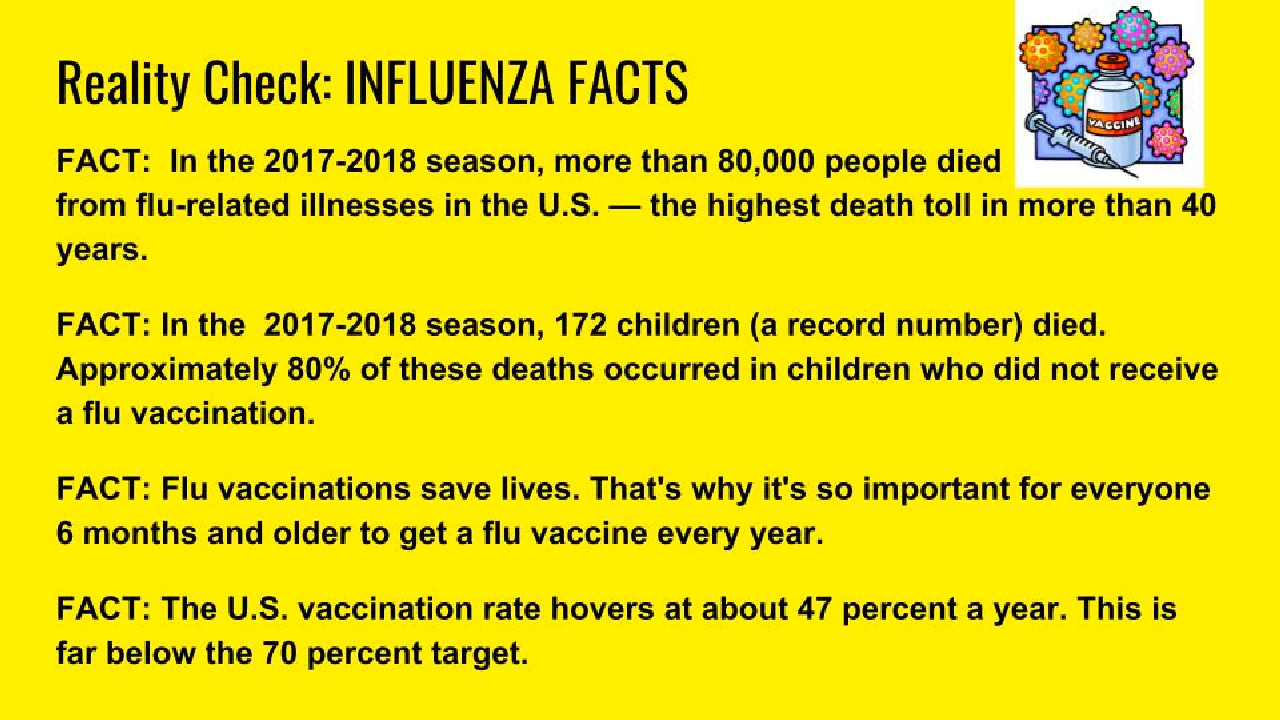 Reality Check: INFLUENZA FACTS
VACCINE
FACT:  In the 2017-2018 season, more than 80,000 people died
from flu-related illnesses in the U.S. — the highest death toll in more than 40
years.
FACT: In the  2017-2018 season, 172 children (a record number) died.
Approximately 80% of these deaths occurred in children who did not receive
a flu vaccination.
FACT: Flu vaccinations save lives. That's why it's so important for everyone
6 months and older to get a flu vaccine every year.
FACT: The U.S. vaccination rate hovers at about 47 percent a year. This is
far below the 70 percent target.